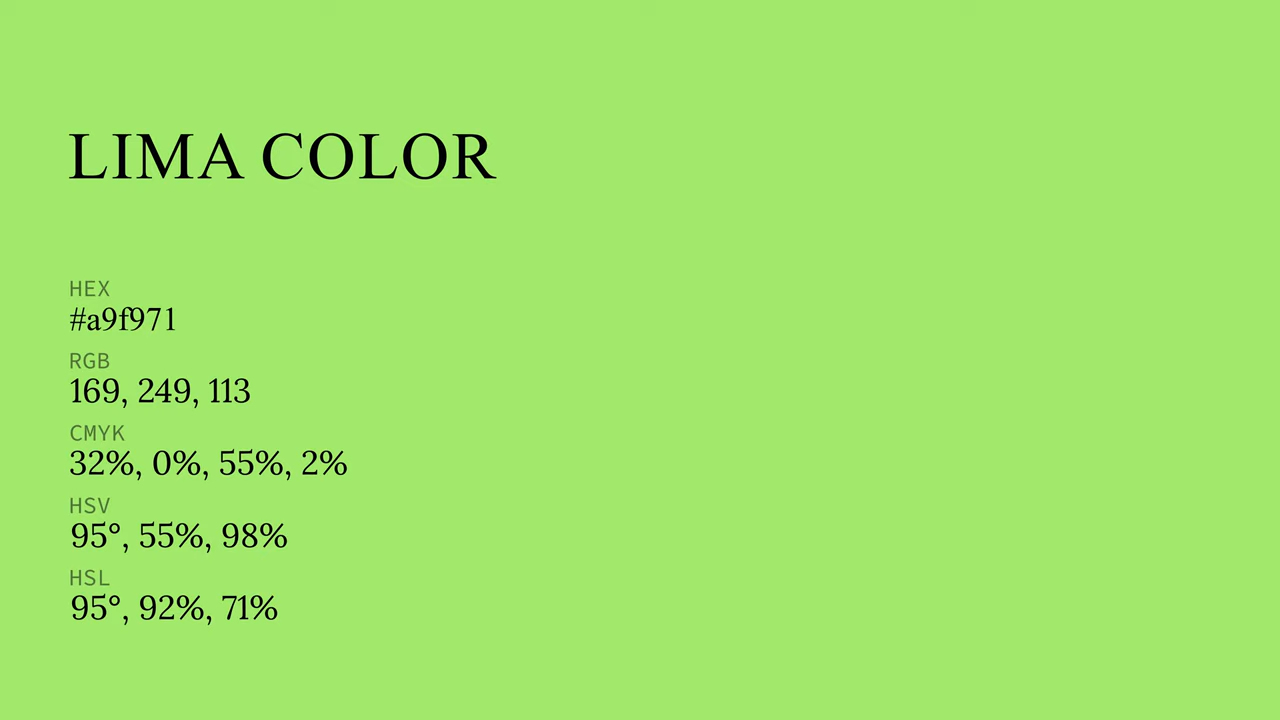 LIMA COLOR
HEX
#a9f971
RGB
169, 249, 113
CMYK
32%, 0%, 55%, 2%
HSV
95°, 55%, 98%
HSL
95°, 92%, 71%